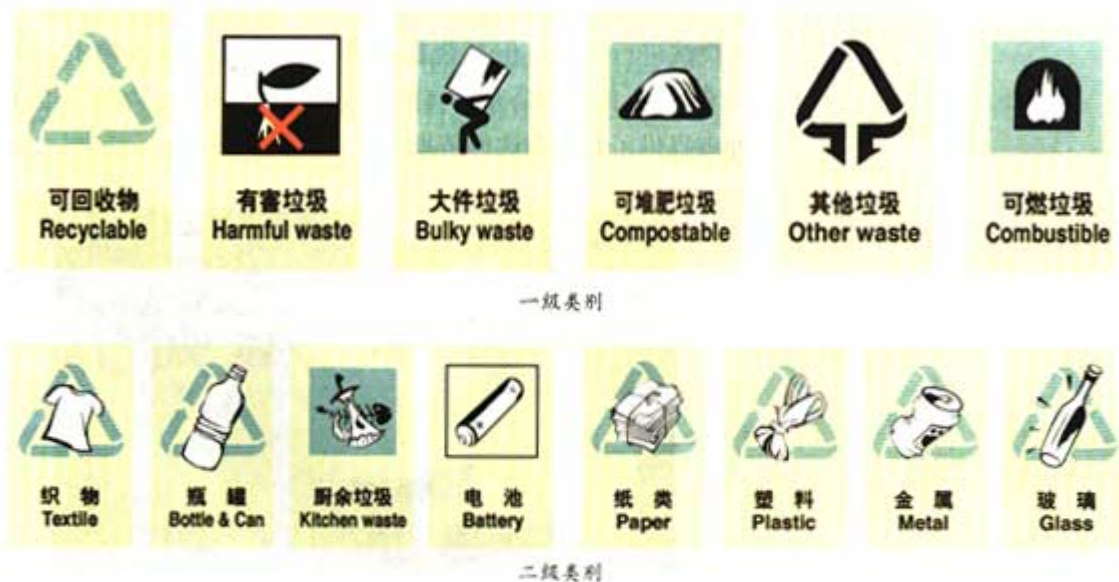 可回收物
Recyclable
有害垃圾
Harmful waste
大件垃圾
Bulky waste
可堆肥垃圾
Compostable
其他垃圾
Other waste
可燃垃圾
Combustible
一级类别
织 物
Textile
瓶 罐
Bottle & Can
厨余垃圾
Kitchen waste
电 池
Battery
纸 类
Paper
塑 料
Plastic
金 属
Metal
玻 璃
Glass
二级类别